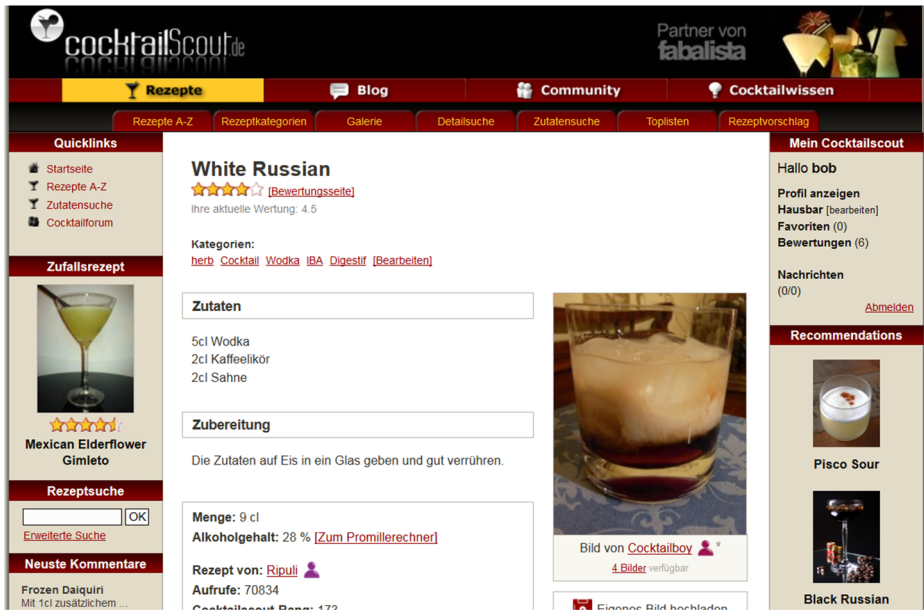 cocktailScout.de
Partner von
fabalista
Rezepte
Blog
Community
Cocktailwissen
Rezepte A-Z
Rezeptkategorien
Galerie
Detailsuche
Zutatensuche
Toplisten
Rezeptvorschlag
Quicklinks
Startseite
Rezepte A-Z
Zutatensuche
Cocktailforum
Zufallsrezept
Mexican Elderflower
Gimleto
Rezeptsuche
OK
Erweiterte Suche
Neuste Kommentare
Frozen Daiquiri
Mit 1cl zusätzlichem ...
White Russian
[Bewertungsseite]
Ihre aktuelle Wertung: 4.5
Kategorien:
herb Cocktail Wodka IBA Digestif [Bearbeiten]
Zutaten
5cl Wodka
2cl Kaffeelikör
2cl Sahne
Zubereitung
Die Zutaten auf Eis in ein Glas geben und gut verrühren.
Menge: 9 cl
Alkoholgehalt: 28 % [Zum Promillerechner]
Rezept von: Ripuli
Aufrufe: 70834
Cocktailscout-Rang: 173
Bild von Cocktailboy *
4 Bilder verfügbar
Eigenes Bild hochladen
Mein Cocktailscout
Hallo bob
Profil anzeigen
Hausbar [bearbeiten]
Favoriten (0)
Bewertungen (6)
Nachrichten
(0/0)
Abmelden
Recommendations
Pisco Sour
Black Russian